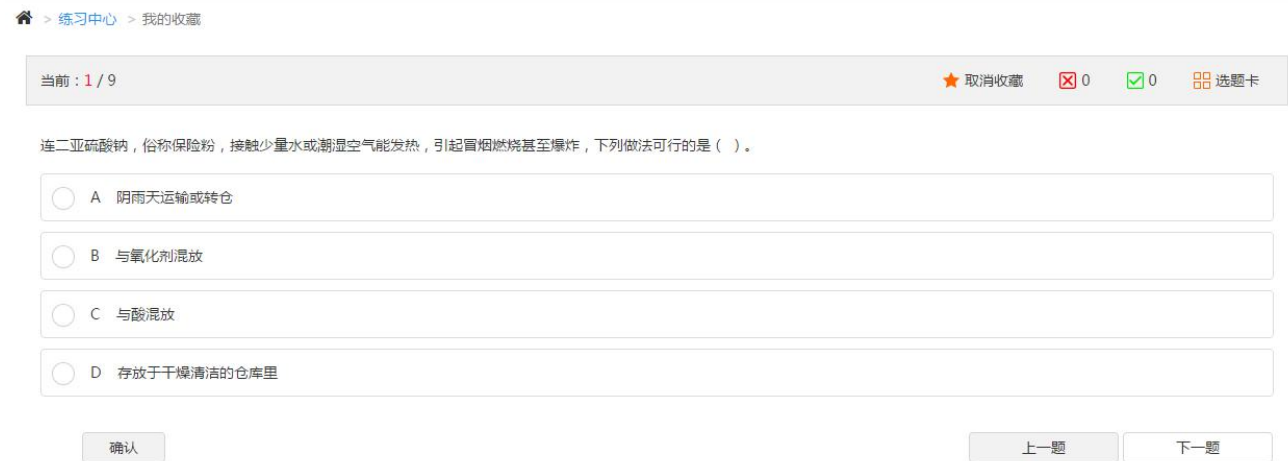 > 练习中心 > 我的收藏
当前：1 / 9 取消收藏 0 0 选题卡
连二亚硫酸钠，俗称保险粉，接触少量水或潮湿空气能发热，引起冒烟燃烧甚至爆炸，下列做法可行的是（ ）。
A 阴雨天运输或转仓
B 与氧化剂混放
C 与酸混放
D 存放于干燥清洁的仓库里
确认 上一题 下一题